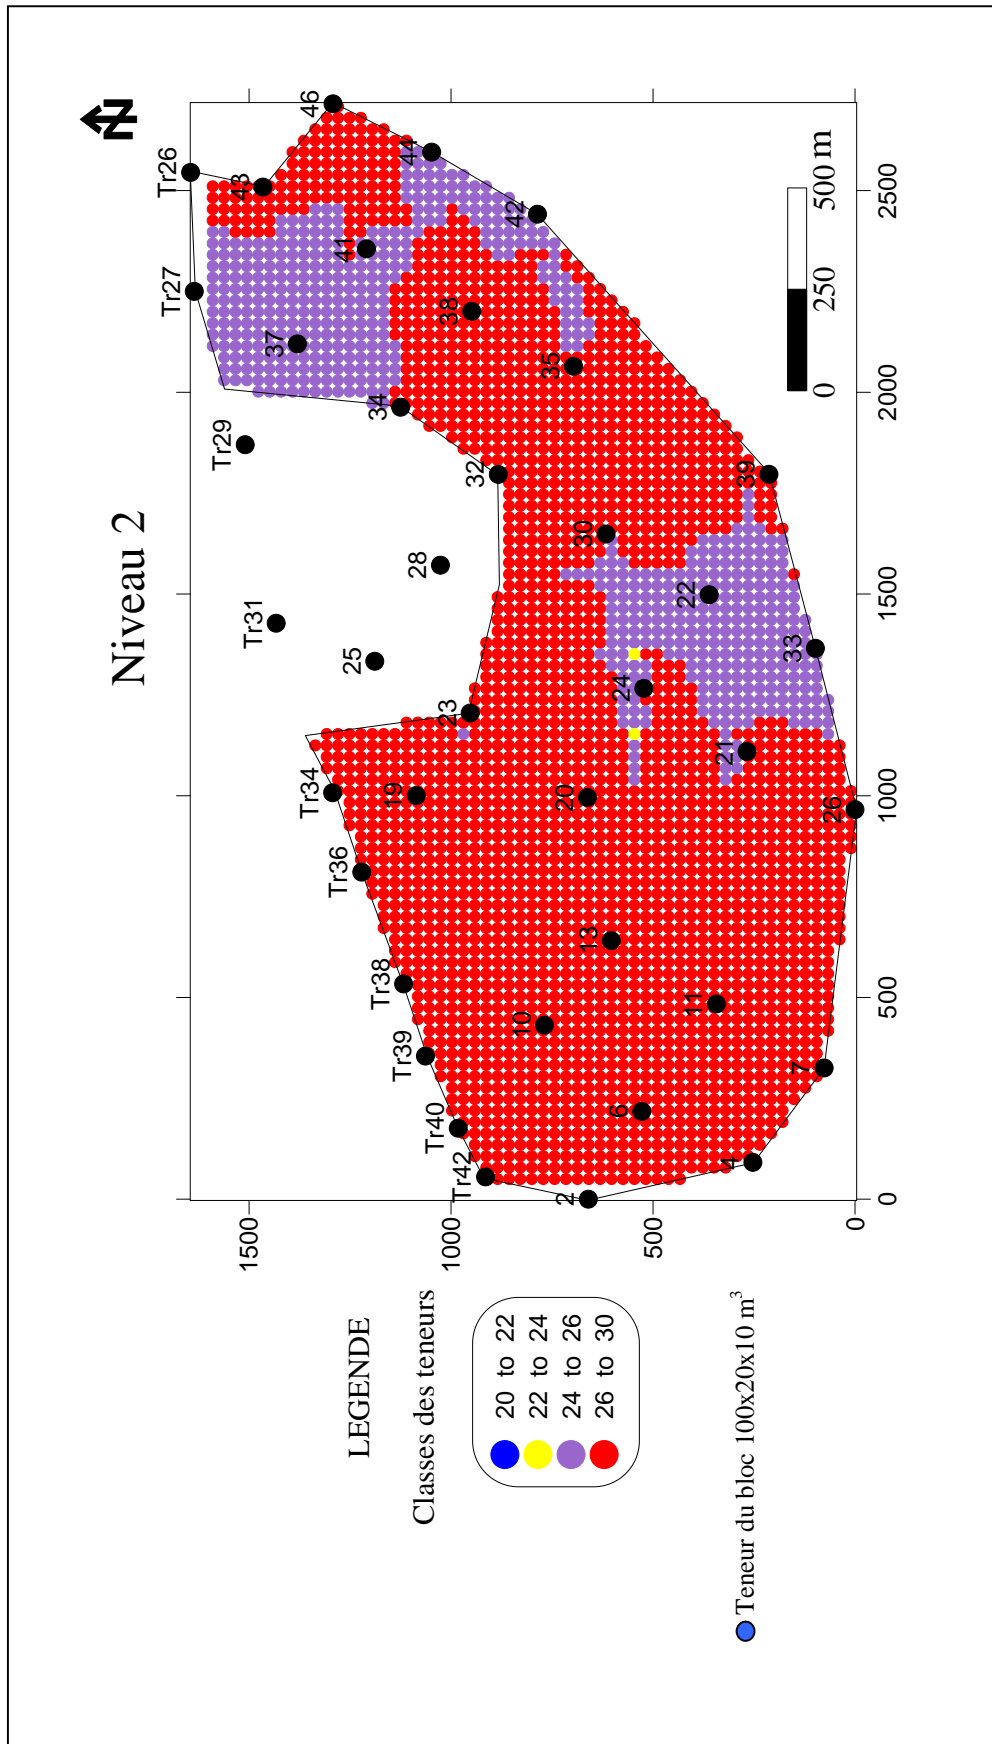 Niveau 2
N
Tr26
46
43
Tr27
44
41
42
37
38
35
Tr29
34
32
39
30
28
22
Tr31
25
24
33
23
21
Tr34
19
20
26
Tr36
13
Tr38
10
11
Tr39
7
6
Tr40
Tr42
4
2
0
500
1000
1500
2000
2500
1500
1000
500
0
0 250 500 m
LEGENDE
Classes des teneurs
20 to 22
22 to 24
24 to 26
26 to 30
Teneur du bloc 100x20x10 m³